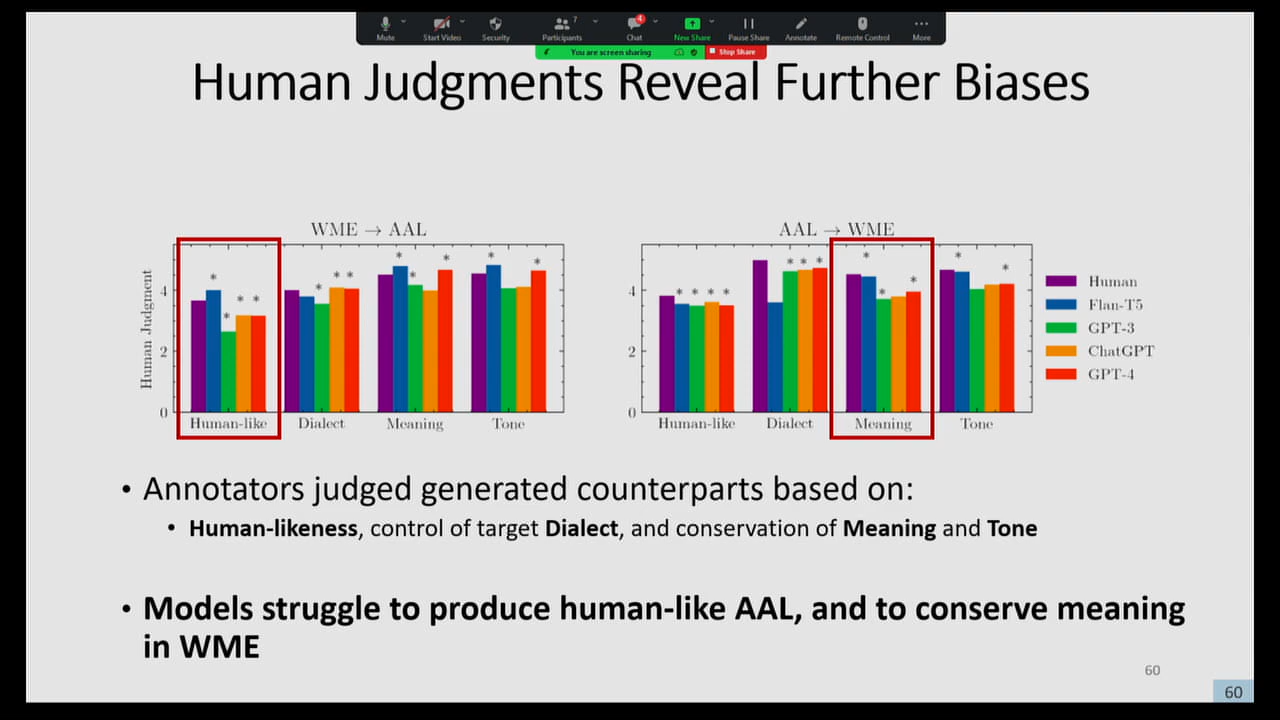 7
4
Mute
Start Video
Security
Participants
Chat
New Share
Pause Share
Annotate
Remote Control
More
You are screen sharing
Stop Share
Human Judgments Reveal Further Biases
WME → AAL
Human Judgment
4
2
0
* * * * * * * * * * * *
Human-like
Dialect
Meaning
Tone
AAL → WME
4
2
0
* * * * * * * * * * * *
Human-like
Dialect
Meaning
Tone
Human
Flan-T5
GPT-3
ChatGPT
GPT-4
• Annotators judged generated counterparts based on:
• Human-likeness, control of target Dialect, and conservation of Meaning and Tone
• Models struggle to produce human-like AAL, and to conserve meaning
in WME
60
60